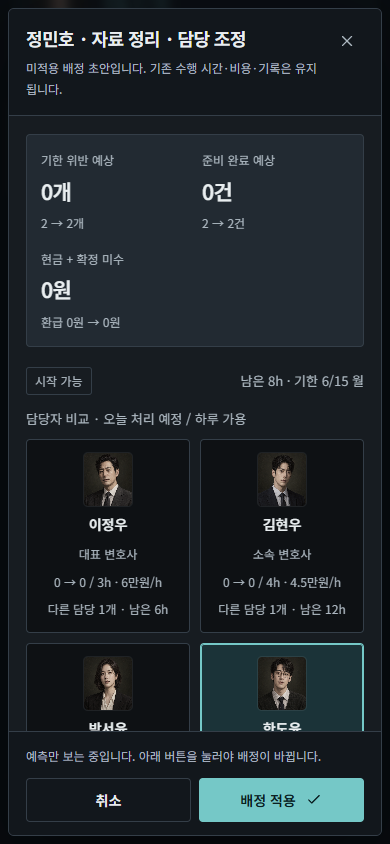 정민호 · 자료 정리 · 담당 조정
미적용 배정 초안입니다. 기존 수행 시간·비용·기록은 유지
됩니다.
기한 위반 예상
0개
2 → 2개
준비 완료 예상
0건
2 → 2건
현금 + 확정 미수
0원
환급 0원 → 0원
시작 가능
남은 8h · 기한 6/15 월
담당자 비교 · 오늘 처리 예정 / 하루 가용
이정우
대표 변호사
0 → 0 / 3h · 6만원/h
다른 담당 1개 · 남은 6h
김현우
소속 변호사
0 → 0 / 4h · 4.5만원/h
다른 담당 1개 · 남은 12h
예측만 보는 중입니다. 아래 버튼을 눌러야 배정이 바뀝니다.
취소
배정 적용